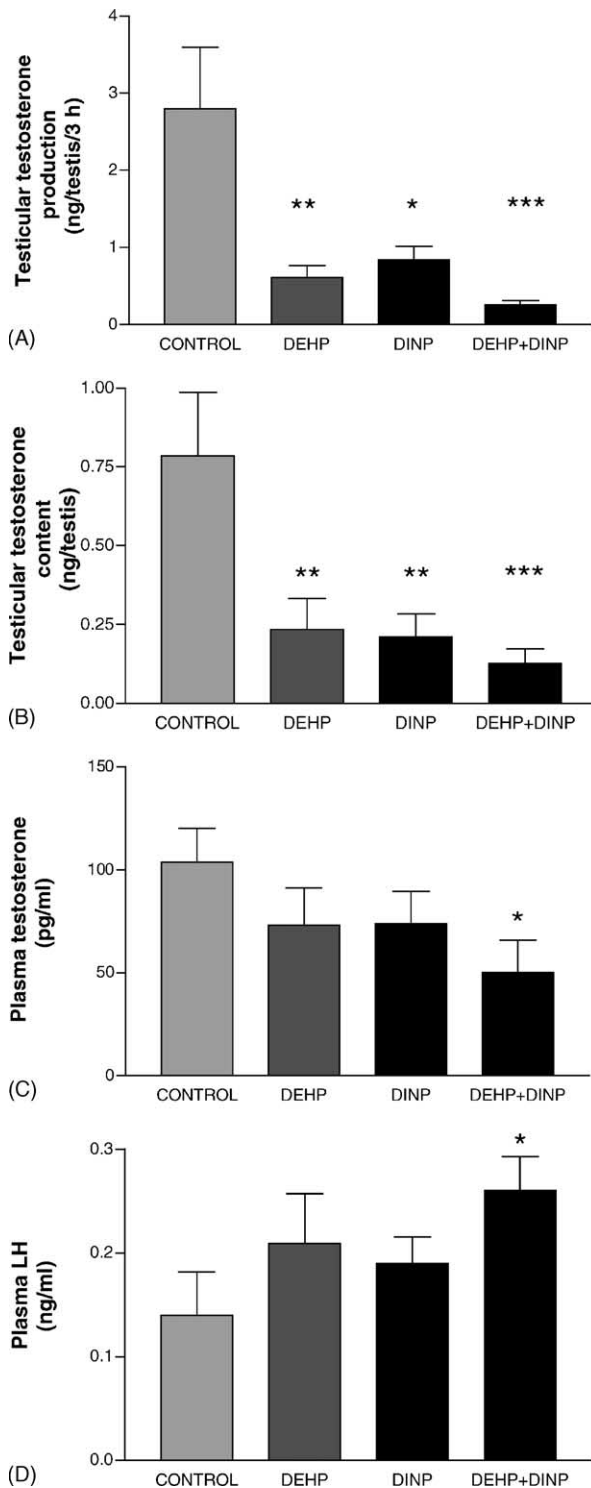 Testicular testosterone
production
(ng/testis/3 h)
4
3
2
1
0
**
*
***
CONTROL DEHP DINP DEHP+DINP
(A)
Testicular testosterone
content
(ng/testis)
1.00
0.75
0.50
0.25
0.00
**
**
***
CONTROL DEHP DINP DEHP+DINP
(B)
Plasma testosterone
(pg/ml)
150
100
50
0
*
CONTROL DEHP DINP DEHP+DINP
(C)
Plasma LH
(ng/ml)
0.3
0.2
0.1
0.0
*
CONTROL DEHP DINP DEHP+DINP
(D)